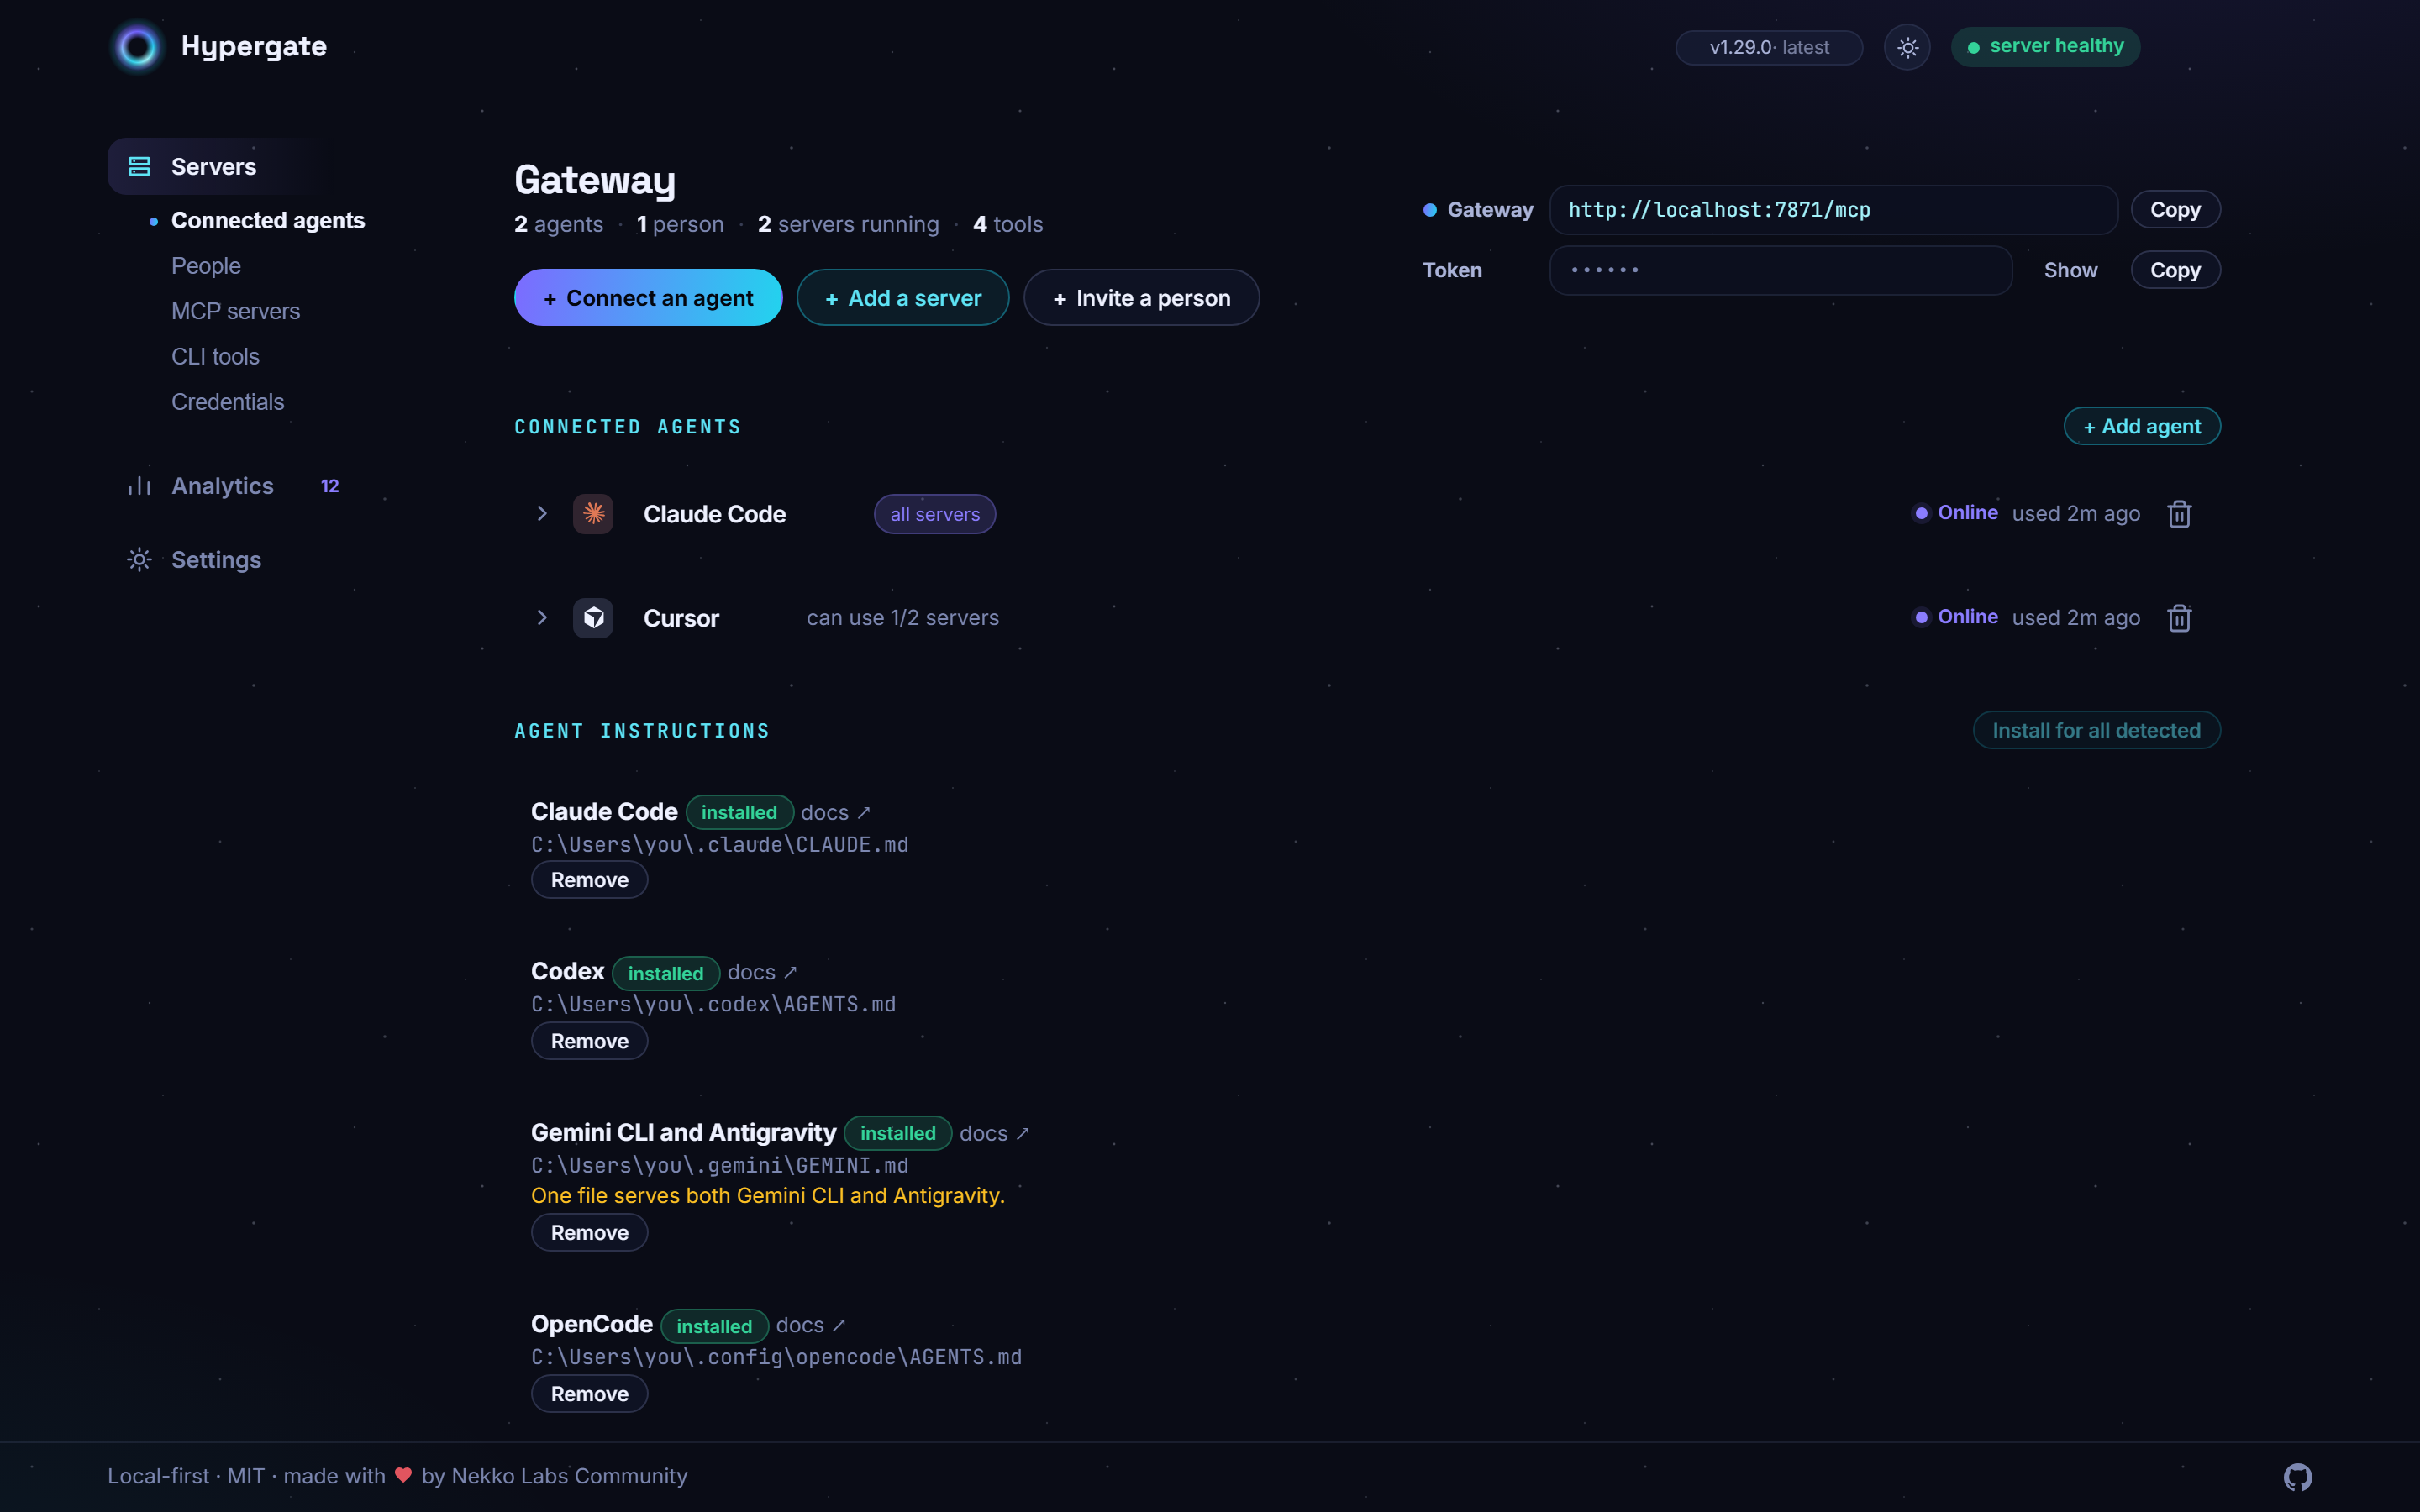 Hypergate
v1.29.0 · latest
server healthy
Servers
Connected agents
People
MCP servers
CLI tools
Credentials
Analytics 12
Settings
Gateway
2 agents · 1 person · 2 servers running · 4 tools
+ Connect an agent
+ Add a server
+ Invite a person
Gateway http://localhost:7871/mcp Copy
Token •••••• Show Copy
CONNECTED AGENTS
+ Add agent
Claude Code all servers Online used 2m ago
Cursor can use 1/2 servers Online used 2m ago
AGENT INSTRUCTIONS
Install for all detected
Claude Code installed docs ↗
C:\Users\you\.claude\CLAUDE.md
Remove
Codex installed docs ↗
C:\Users\you\.codex\AGENTS.md
Remove
Gemini CLI and Antigravity installed docs ↗
C:\Users\you\.gemini\GEMINI.md
One file serves both Gemini CLI and Antigravity.
Remove
OpenCode installed docs ↗
C:\Users\you\.config\opencode\AGENTS.md
Remove
Local-first · MIT · made with ♥ by Nekko Labs Community